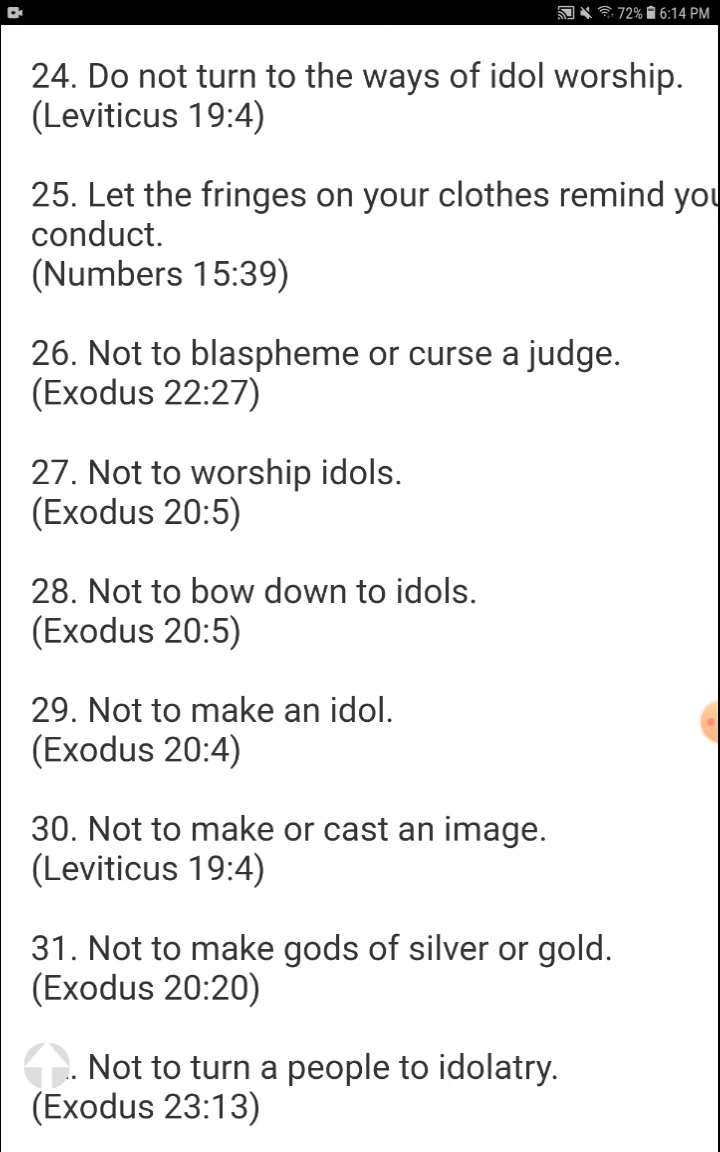 72% 6:14 PM
24. Do not turn to the ways of idol worship.
(Leviticus 19:4)
25. Let the fringes on your clothes remind
conduct.
(Numbers 15:39)
26. Not to blaspheme or curse a judge.
(Exodus 22:27)
27. Not to worship idols.
(Exodus 20:5)
28. Not to bow down to idols.
(Exodus 20:5)
29. Not to make an idol.
(Exodus 20:4)
30. Not to make or cast an image.
(Leviticus 19:4)
31. Not to make gods of silver or gold.
(Exodus 20:20)
. Not to turn a people to idolatry.
(Exodus 23:13)